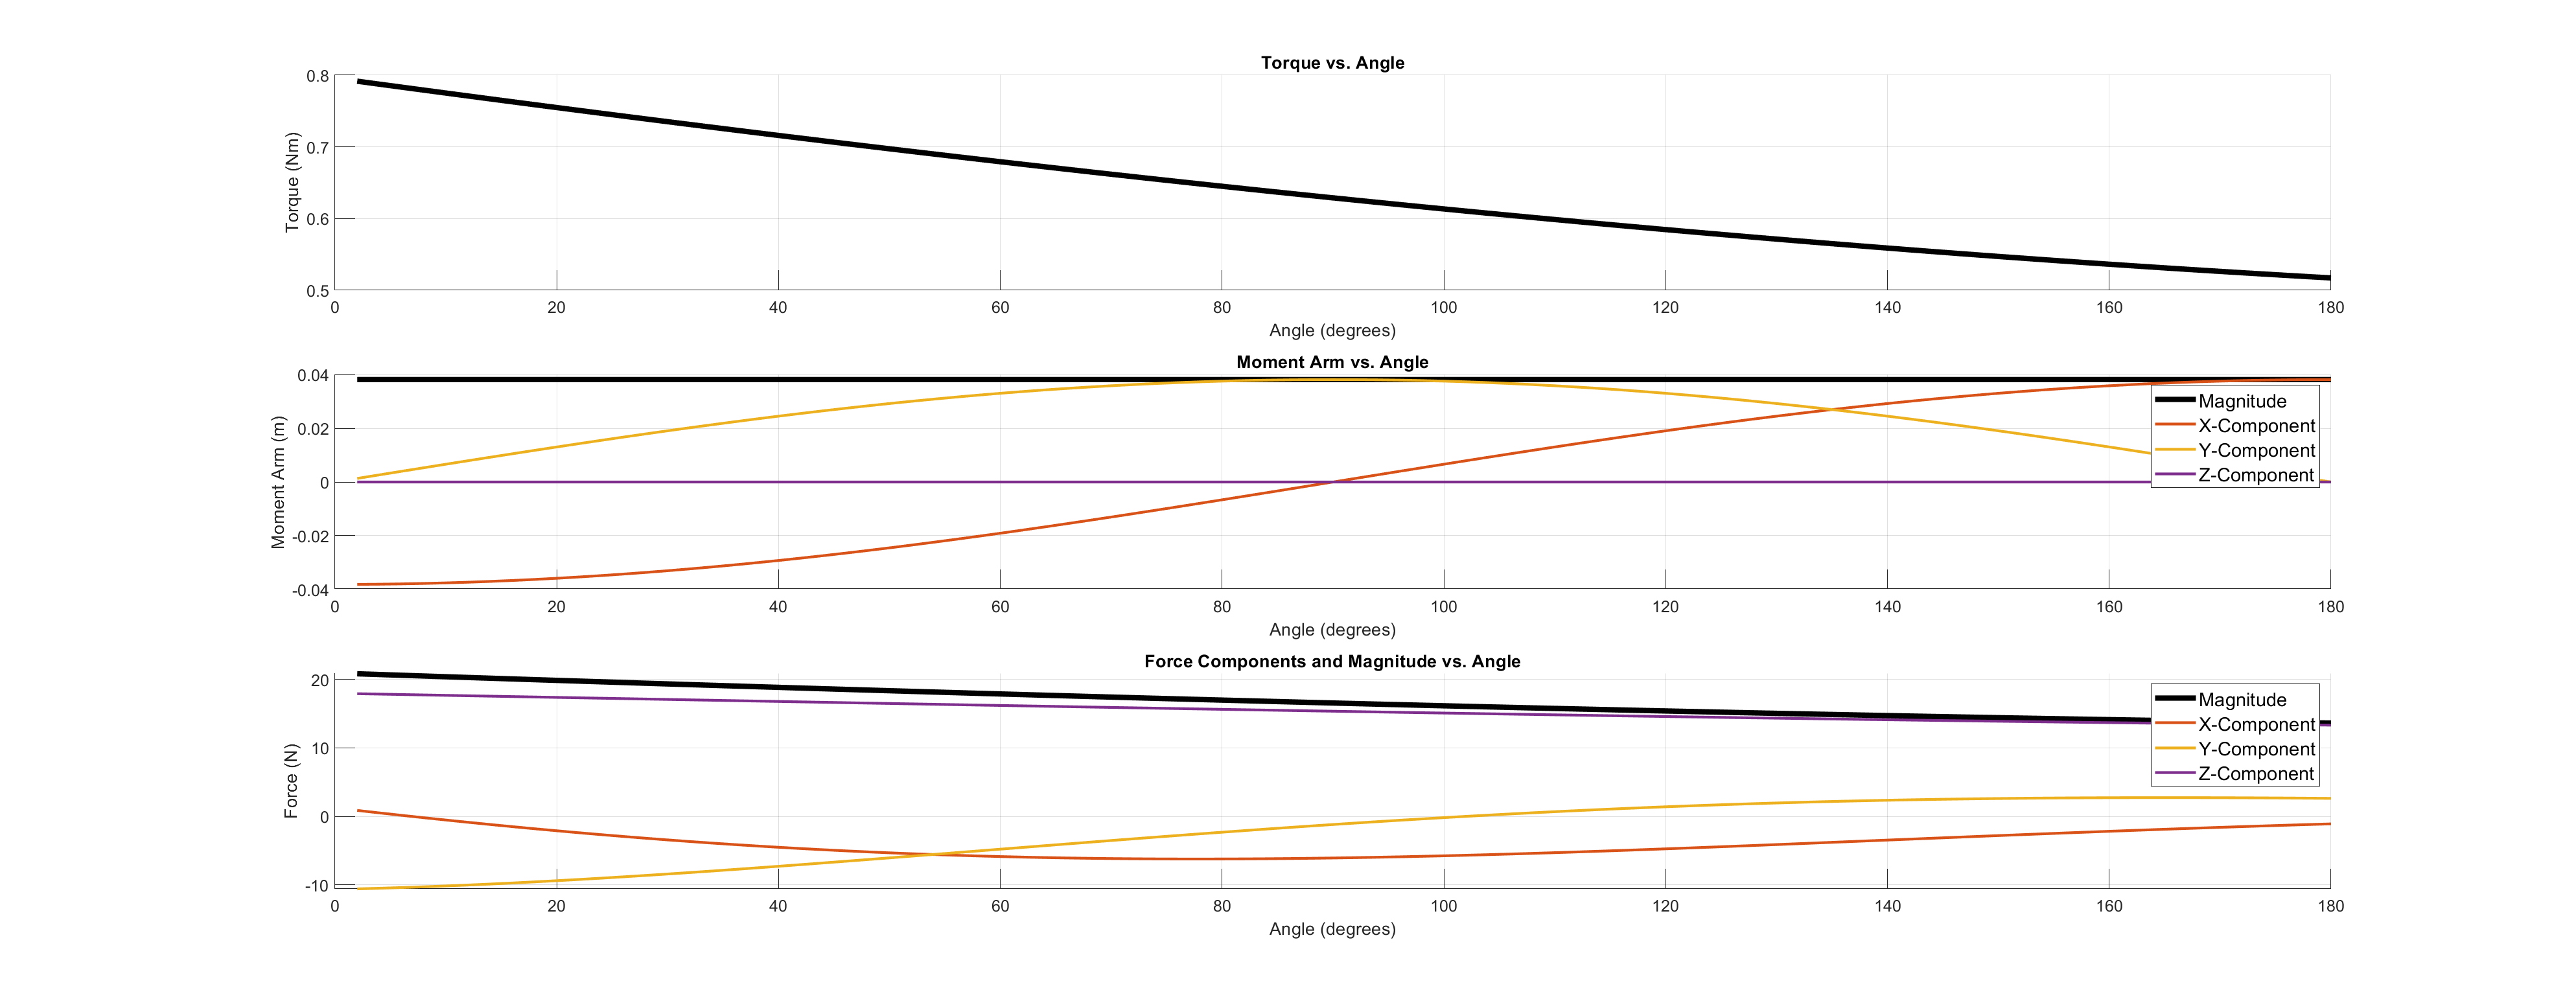 Torque vs. Angle
0.8
0.7
0.6
0.5
Torque (Nm)
0 20 40 60 80 100 120 140 160 180
Angle (degrees)
Moment Arm vs. Angle
0.04
0.02
0
-0.02
-0.04
Moment Arm (m)
Magnitude
X-Component
Y-Component
Z-Component
0 20 40 60 80 100 120 140 160 180
Angle (degrees)
Force Components and Magnitude vs. Angle
20
10
0
-10
Force (N)
Magnitude
X-Component
Y-Component
Z-Component
0 20 40 60 80 100 120 140 160 180
Angle (degrees)